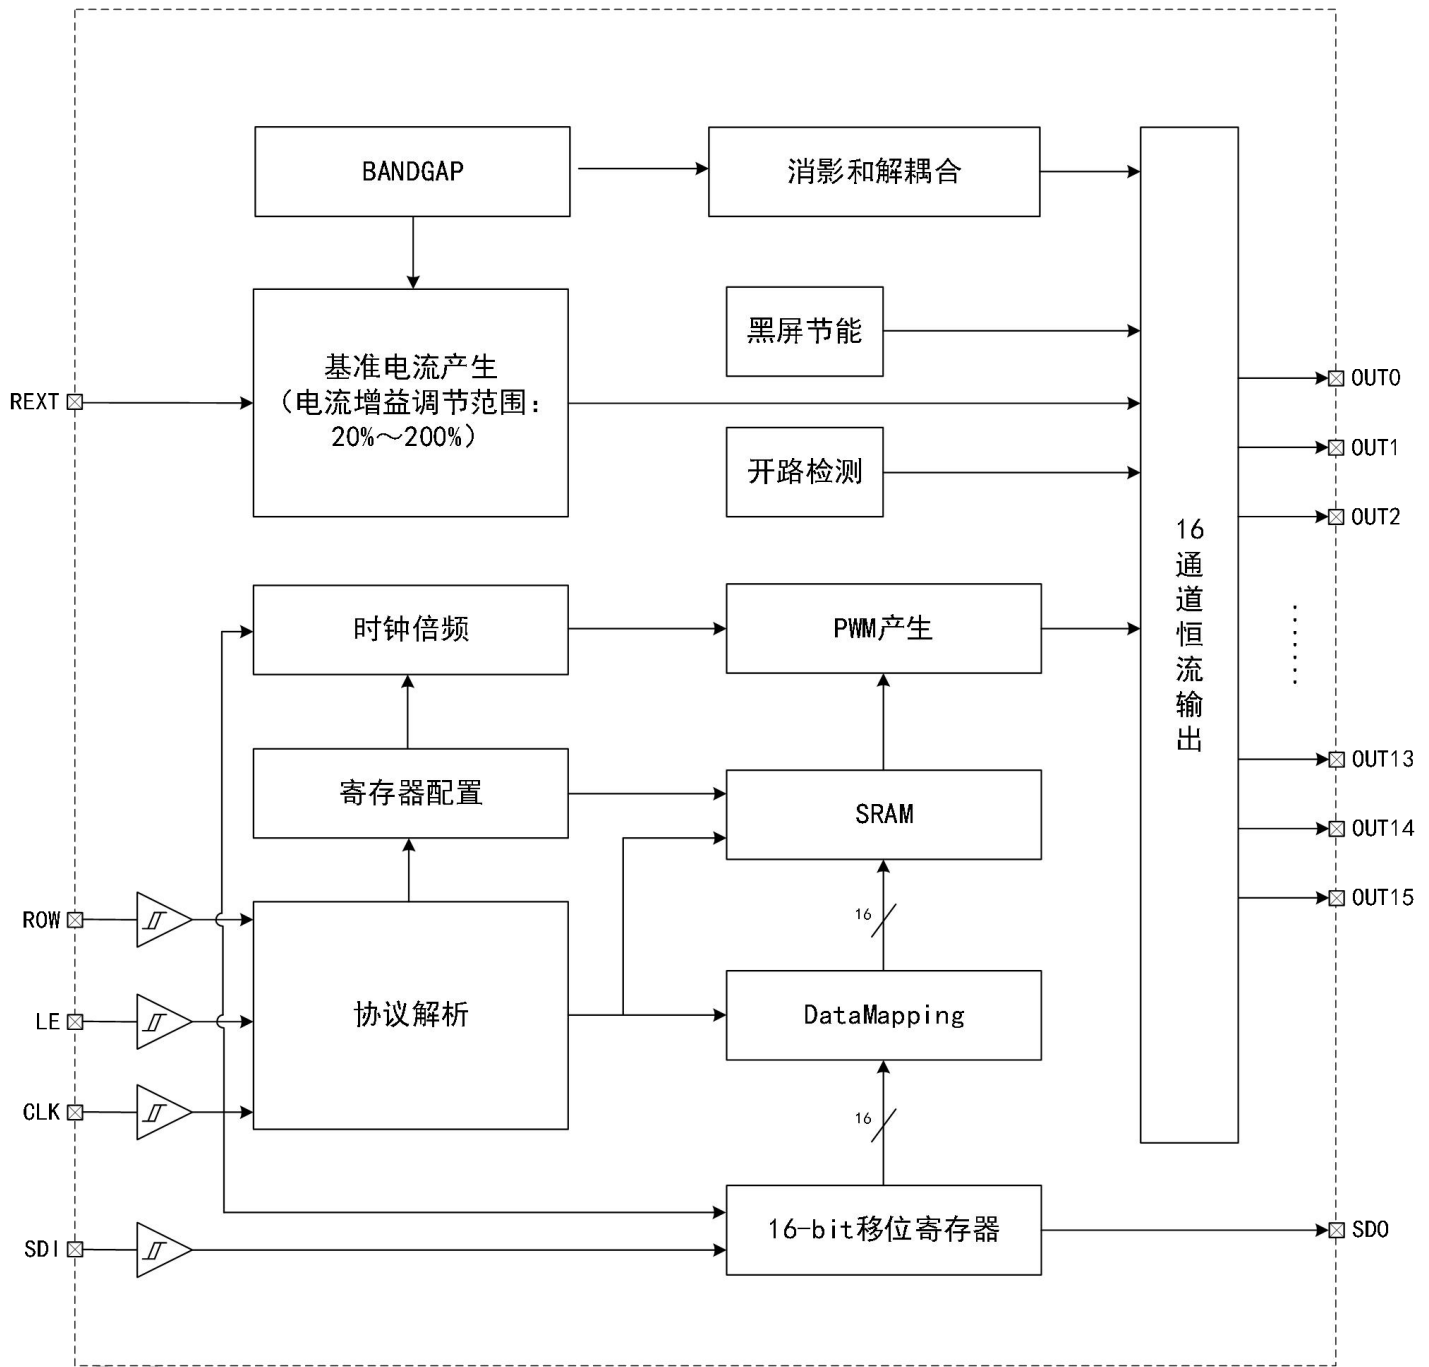 BANDGAP
消影和解耦合
黑屏节能
REXT
基准电流产生
（电流增益调节范围：
20%～200%）
开路检测
OUT0
OUT1
OUT2
16
通
道
恒
流
输
出
时钟倍频
PWM产生
......
寄存器配置
SRAM
OUT13
OUT14
OUT15
ROW
LE
CLK
协议解析
16
DataMapping
16
SDI
16-bit移位寄存器
SDO